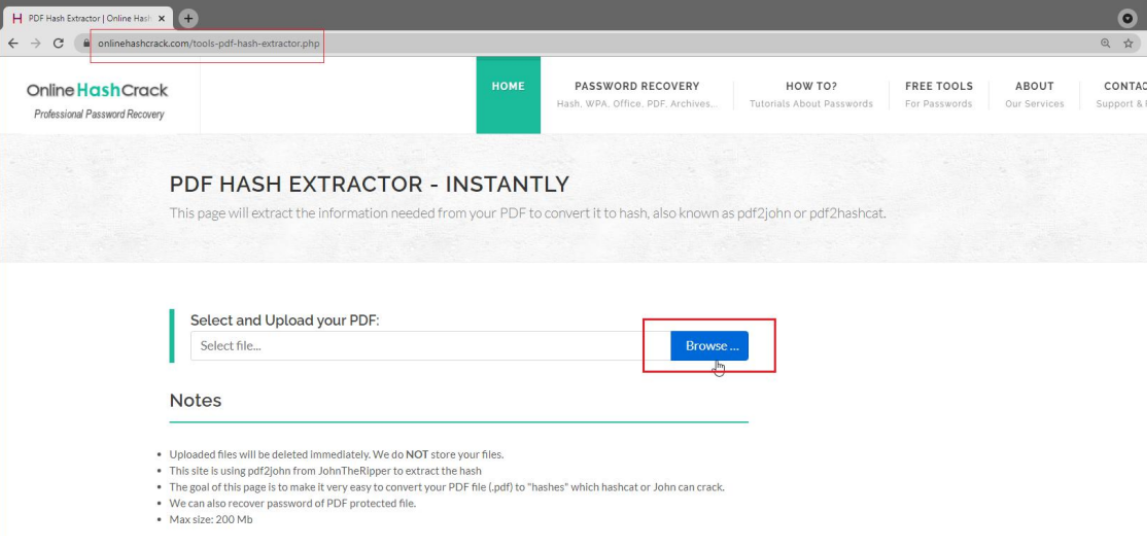 PDF Hash Extractor | Online Hash
onlinehashcrack.com/tools-pdf-hash-extractor.php
Online HashCrack
Professional Password Recovery
HOME
PASSWORD RECOVERY
Hash, WPA, Office, PDF, Archives...
HOW TO?
Tutorials About Passwords
FREE TOOLS
For Passwords
ABOUT
Our Services
CONTAC
Support &
PDF HASH EXTRACTOR - INSTANTLY
This page will extract the information needed from your PDF to convert it to hash, also known as pdf2john or pdf2hashcat.
Select and Upload your PDF:
Select file...
Browse ...
Notes
• Uploaded files will be deleted immediately. We do NOT store your files.
• This site is using pdf2john from JohnTheRipper to extract the hash
• The goal of this page is to make it very easy to convert your PDF file (.pdf) to "hashes" which hashcat or John can crack.
• We can also recover password of PDF protected file.
• Max size: 200 Mb